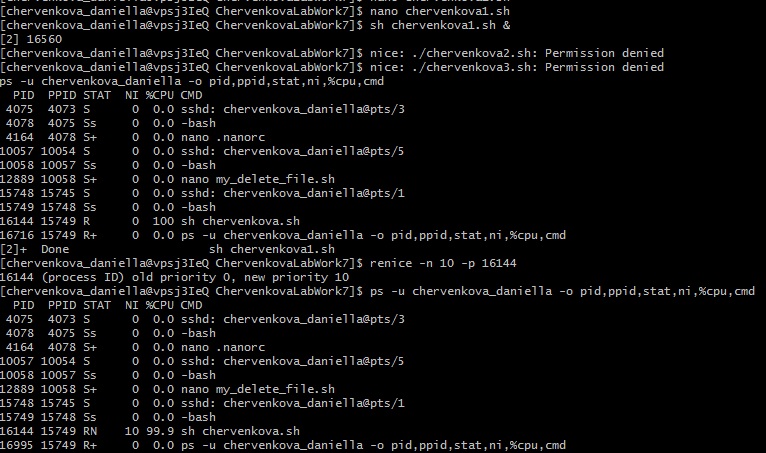 [chervenkova_daniella@vpsj3IeQ ChervenkovaLabWork7]$ nano chervenkova1.sh
[chervenkova_daniella@vpsj3IeQ ChervenkovaLabWork7]$ sh chervenkova1.sh &
[2] 16560
[chervenkova_daniella@vpsj3IeQ ChervenkovaLabWork7]$ nice: ./chervenkova2.sh: Permission denied
[chervenkova_daniella@vpsj3IeQ ChervenkovaLabWork7]$ nice: ./chervenkova3.sh: Permission denied
ps -u chervenkova_daniella -o pid,ppid,stat,ni,%cpu,cmd
PID PPID STAT NI %CPU CMD
4075 4073 S 0 0.0 sshd: chervenkova_daniella@pts/3
4078 4075 Ss 0 0.0 -bash
4164 4078 S+ 0 0.0 nano .nanorc
10057 10054 S 0 0.0 sshd: chervenkova_daniella@pts/5
10058 10057 Ss 0 0.0 -bash
12889 10058 S+ 0 0.0 nano my_delete_file.sh
15748 15745 S 0 0.0 sshd: chervenkova_daniella@pts/1
15749 15748 Ss 0 0.0 -bash
16144 15749 R 0 100 sh chervenkova.sh
16716 15749 R+ 0 0.0 ps -u chervenkova_daniella -o pid,ppid,stat,ni,%cpu,cmd
[2]+ Done sh chervenkova1.sh
[chervenkova_daniella@vpsj3IeQ ChervenkovaLabWork7]$ renice -n 10 -p 16144
16144 (process ID) old priority 0, new priority 10
[chervenkova_daniella@vpsj3IeQ ChervenkovaLabWork7]$ ps -u chervenkova_daniella -o pid,ppid,stat,ni,%cpu,cmd
PID PPID STAT NI %CPU CMD
4075 4073 S 0 0.0 sshd: chervenkova_daniella@pts/3
4078 4075 Ss 0 0.0 -bash
4164 4078 S+ 0 0.0 nano .nanorc
10057 10054 S 0 0.0 sshd: chervenkova_daniella@pts/5
10058 10057 Ss 0 0.0 -bash
12889 10058 S+ 0 0.0 nano my_delete_file.sh
15748 15745 S 0 0.0 sshd: chervenkova_daniella@pts/1
15749 15748 Ss 0 0.0 -bash
16144 15749 RN 10 99.9 sh chervenkova.sh
16995 15749 R+ 0 0.0 ps -u chervenkova_daniella -o pid,ppid,stat,ni,%cpu,cmd